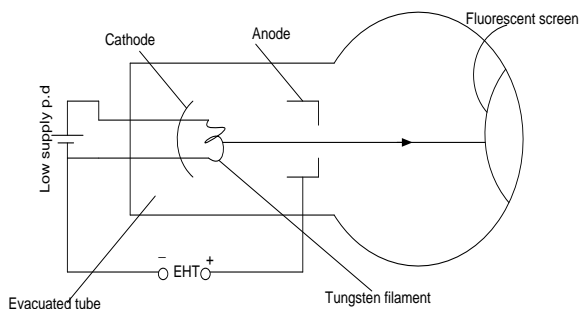 Fluorescent screen
Cathode
Anode
Low supply p.d
− EHT +
Evacuated tube
Tungsten filament